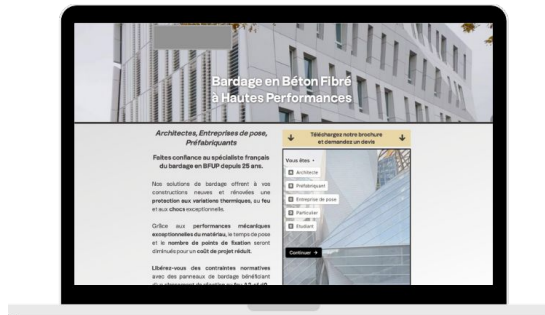 Bardage en Béton Fibré
à Hautes Performances
Architectes, Entreprises de pose,
Préfabriquants
Faites confiance au spécialiste français
du bardage en BFUP depuis 25 ans.
Nos solutions de bardage offrent à vos
constructions neuves et rénovées une
protection aux variations thermiques, au feu
et aux chocs exceptionnelle.
Grâce aux performances mécaniques
exceptionnelles du matériau, le temps de pose
et le nombre de points de fixation seront
diminués pour un coût de projet réduit.
Libérez-vous des contraintes normatives
avec des panneaux de bardage bénéficiant
Téléchargez notre brochure
et demandez un devis
Vous êtes
Architecte
Préfabriquant
Entreprise de pose
Particulier
Etudiant
Continuer →